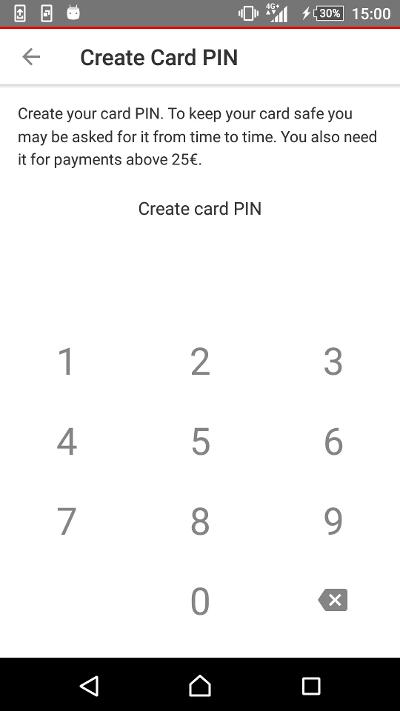 4G+ 30% 15:00
Create Card PIN
Create your card PIN. To keep your card safe you
may be asked for it from time to time. You also need
it for payments above 25€.
Create card PIN
1 2 3
4 5 6
7 8 9
0